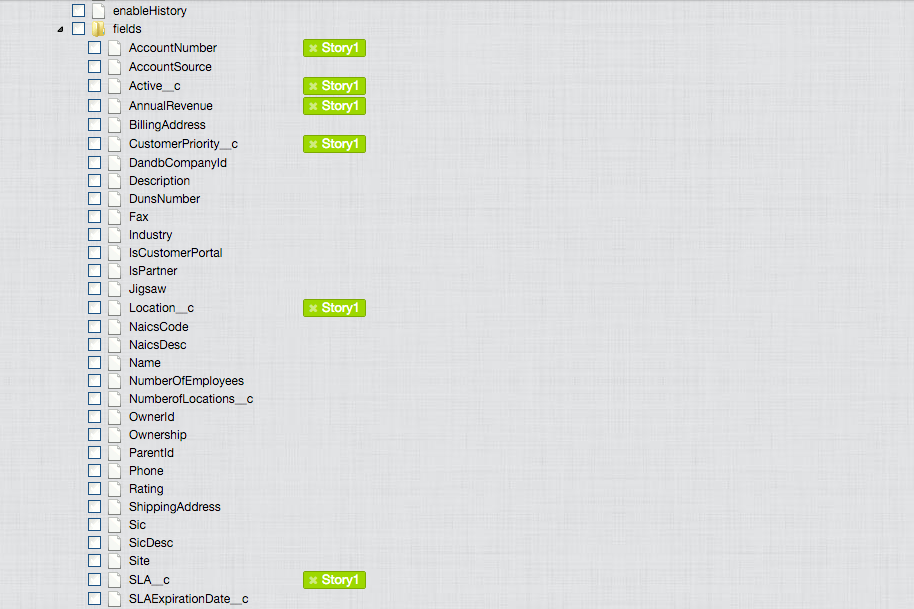 enableHistory
fields
AccountNumber × Story1
AccountSource
Active__c × Story1
AnnualRevenue × Story1
BillingAddress
CustomerPriority__c × Story1
DandbCompanyId
Description
DunsNumber
Fax
Industry
IsCustomerPortal
IsPartner
Jigsaw
Location__c × Story1
NaicsCode
NaicsDesc
Name
NumberOfEmployees
NumberofLocations__c
OwnerId
Ownership
ParentId
Phone
Rating
ShippingAddress
Sic
SicDesc
Site
SLA__c × Story1
SLAExpirationDate__c